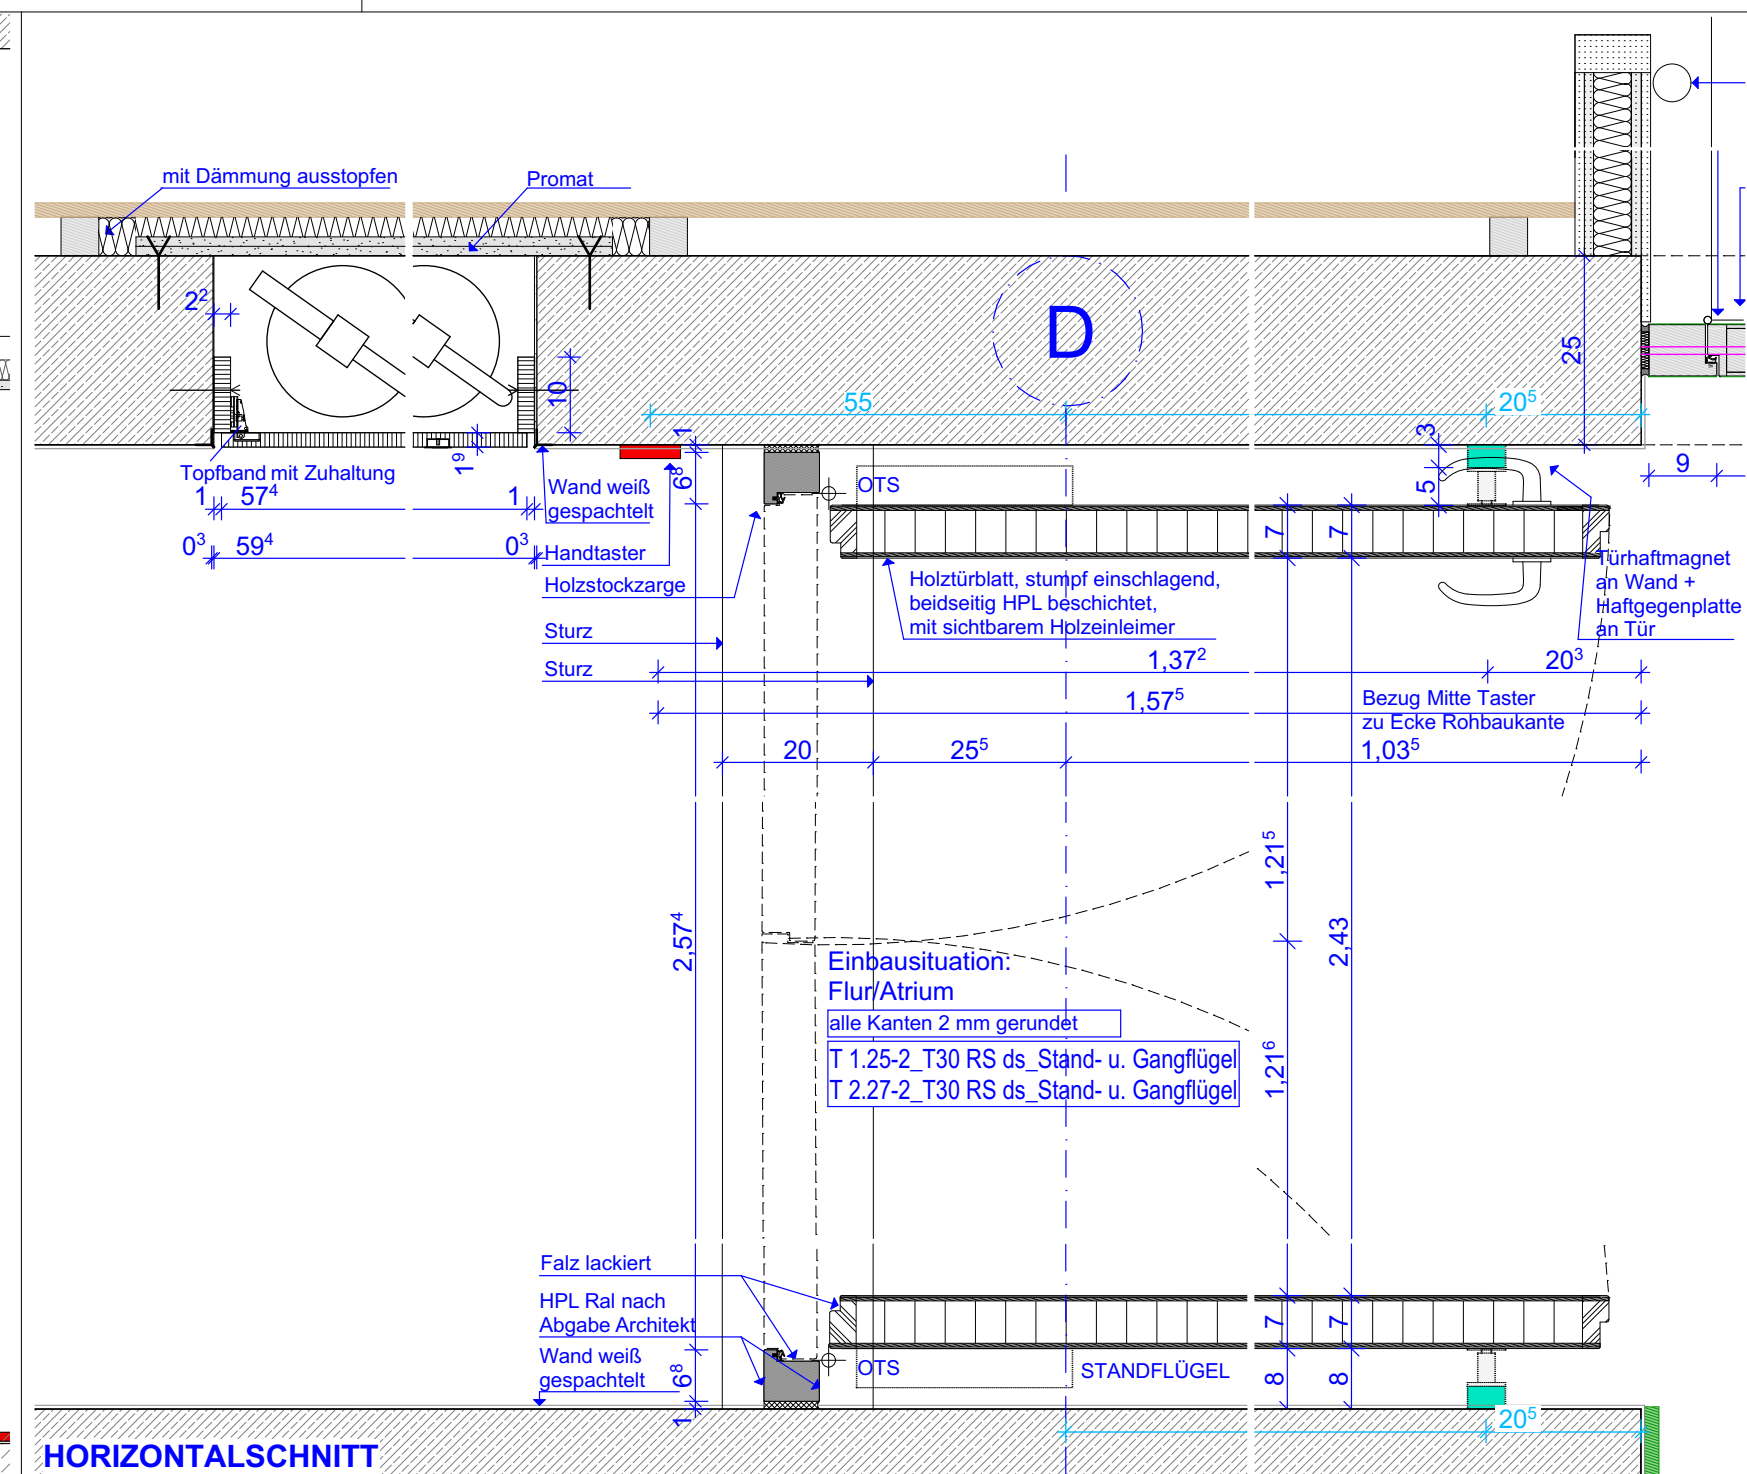 mit Dämmung ausstopfen
Promat
2²
D
25
10
55
20⁵
1
3
1⁹
6⁸
5
9
Topfband mit Zuhaltung
1
57⁴
1
Wand weiß
gespachtelt
OTS
0³
59⁴
0³
Handtaster
7
7
Holzstockzarge
Holztürblatt, stumpf einschlagend,
beidseitig HPL beschichtet,
mit sichtbarem Holzeinleimer
Türhaftmagnet
an Wand +
Haftgegenplatte
an Tür
Sturz
Sturz
1,37²
20³
1,57⁵
Bezug Mitte Taster
zu Ecke Rohbaukante
20
25⁵
1,03⁵
1,21⁵
2,57⁴
2,43
Einbausituation:
Flur/Atrium
alle Kanten 2 mm gerundet
T 1.25-2_T30 RS ds_Stand- u. Gangflügel
T 2.27-2_T30 RS ds_Stand- u. Gangflügel
1,21⁶
Falz lackiert
HPL Ral nach
Abgabe Architekt
7
7
Wand weiß
gespachtelt
6⁸
OTS
STANDFLÜGEL
8
8
1
20⁵
HORIZONTALSCHNITT